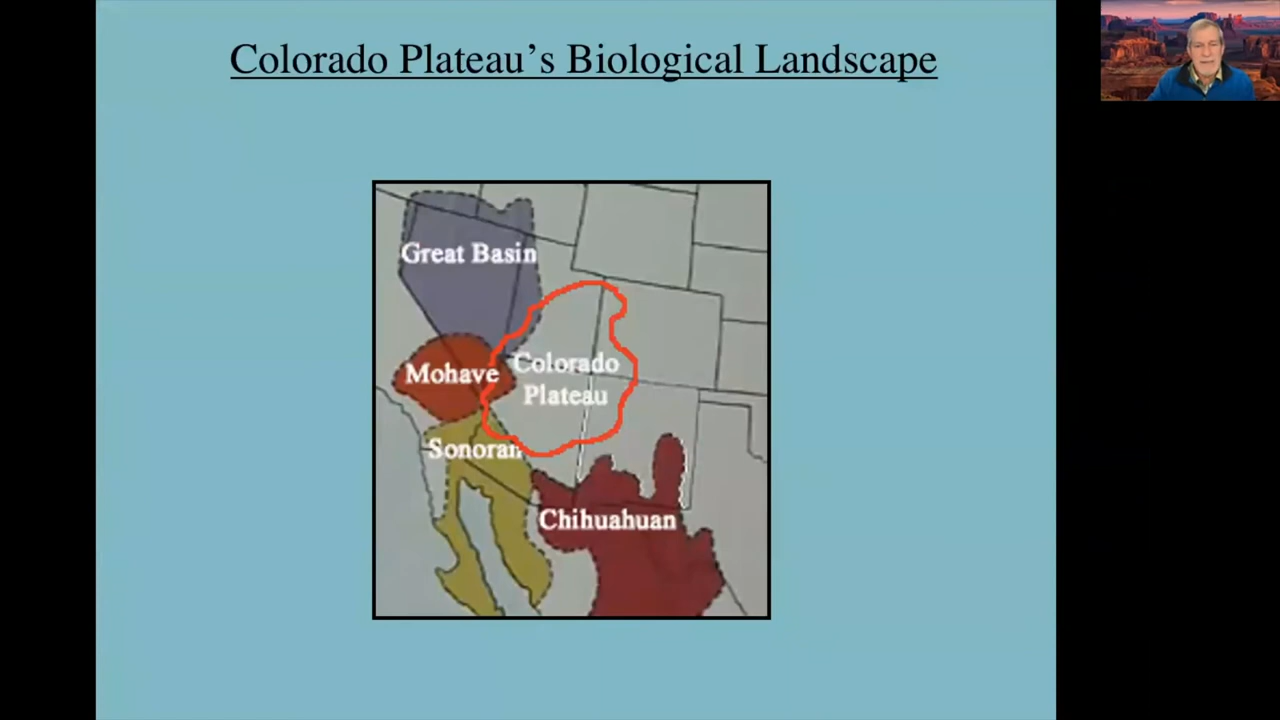 Colorado Plateau's Biological Landscape
Great Basin
Colorado
Plateau
Mohave
Sonoran
Chihuahuan